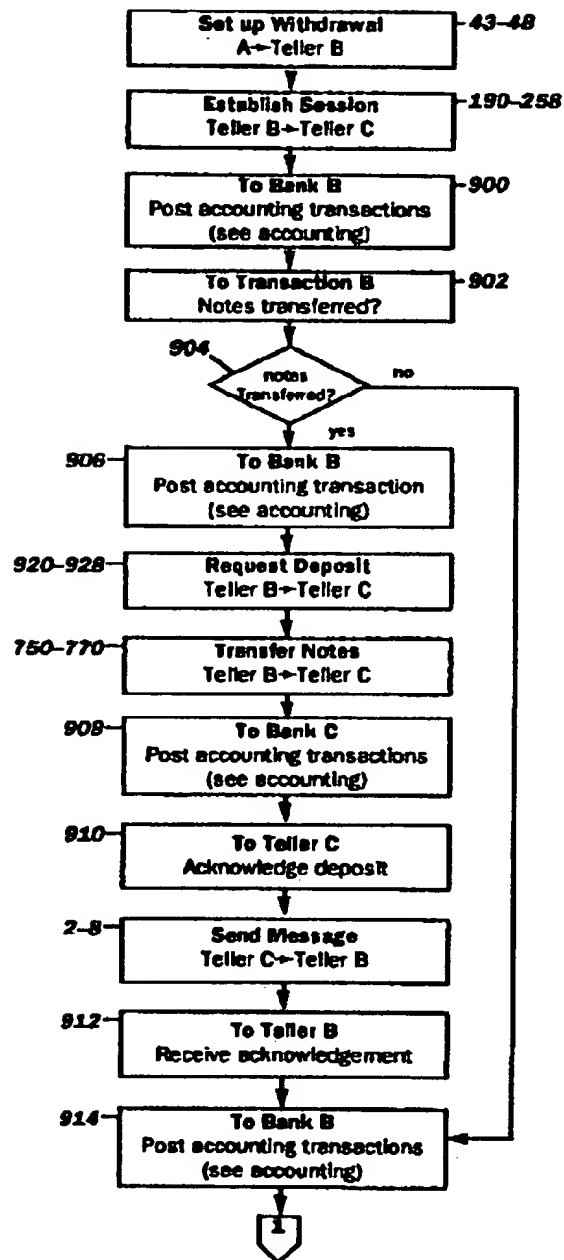 Set up Withdrawal
43-48
A→Teller B
Establish Session
190-258
Teller B→Teller C
To Bank B
900
Post accounting transactions
(see accounting)
To Transaction B
902
Notes transferred?
904
notes
Transferred?
no
yes
906
To Bank B
Post accounting transaction
(see accounting)
920-928
Request Deposit
Teller B→Teller C
750-770
Transfer Notes
Teller B→Teller C
908
To Bank C
Post accounting transactions
(see accounting)
910
To Teller C
Acknowledge deposit
2-8
Send Message
Teller C→Teller B
912
To Teller B
Receive acknowledgement
914
To Bank B
Post accounting transactions
(see accounting)
1